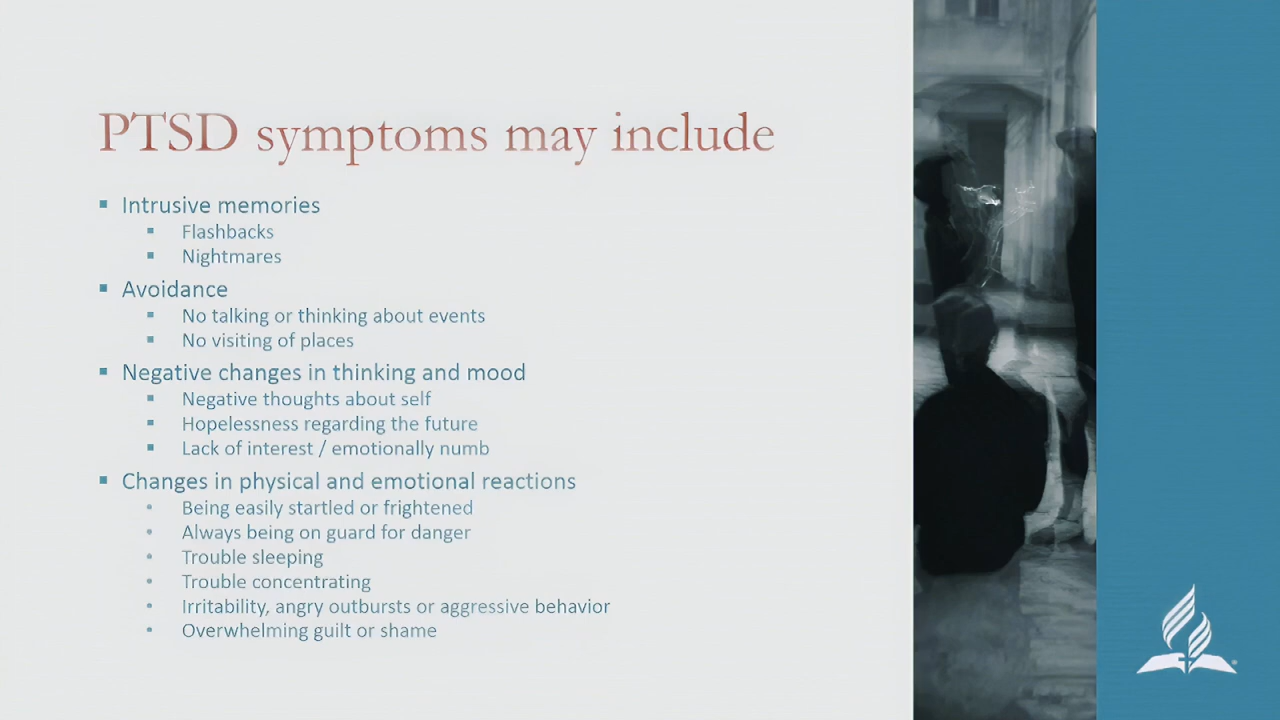 PTSD symptoms may include
▪ Intrusive memories
▪ Flashbacks
▪ Nightmares
▪ Avoidance
▪ No talking or thinking about events
▪ No visiting of places
▪ Negative changes in thinking and mood
▪ Negative thoughts about self
▪ Hopelessness regarding the future
▪ Lack of interest / emotionally numb
▪ Changes in physical and emotional reactions
• Being easily startled or frightened
• Always being on guard for danger
• Trouble sleeping
• Trouble concentrating
• Irritability, angry outbursts or aggressive behavior
• Overwhelming guilt or shame